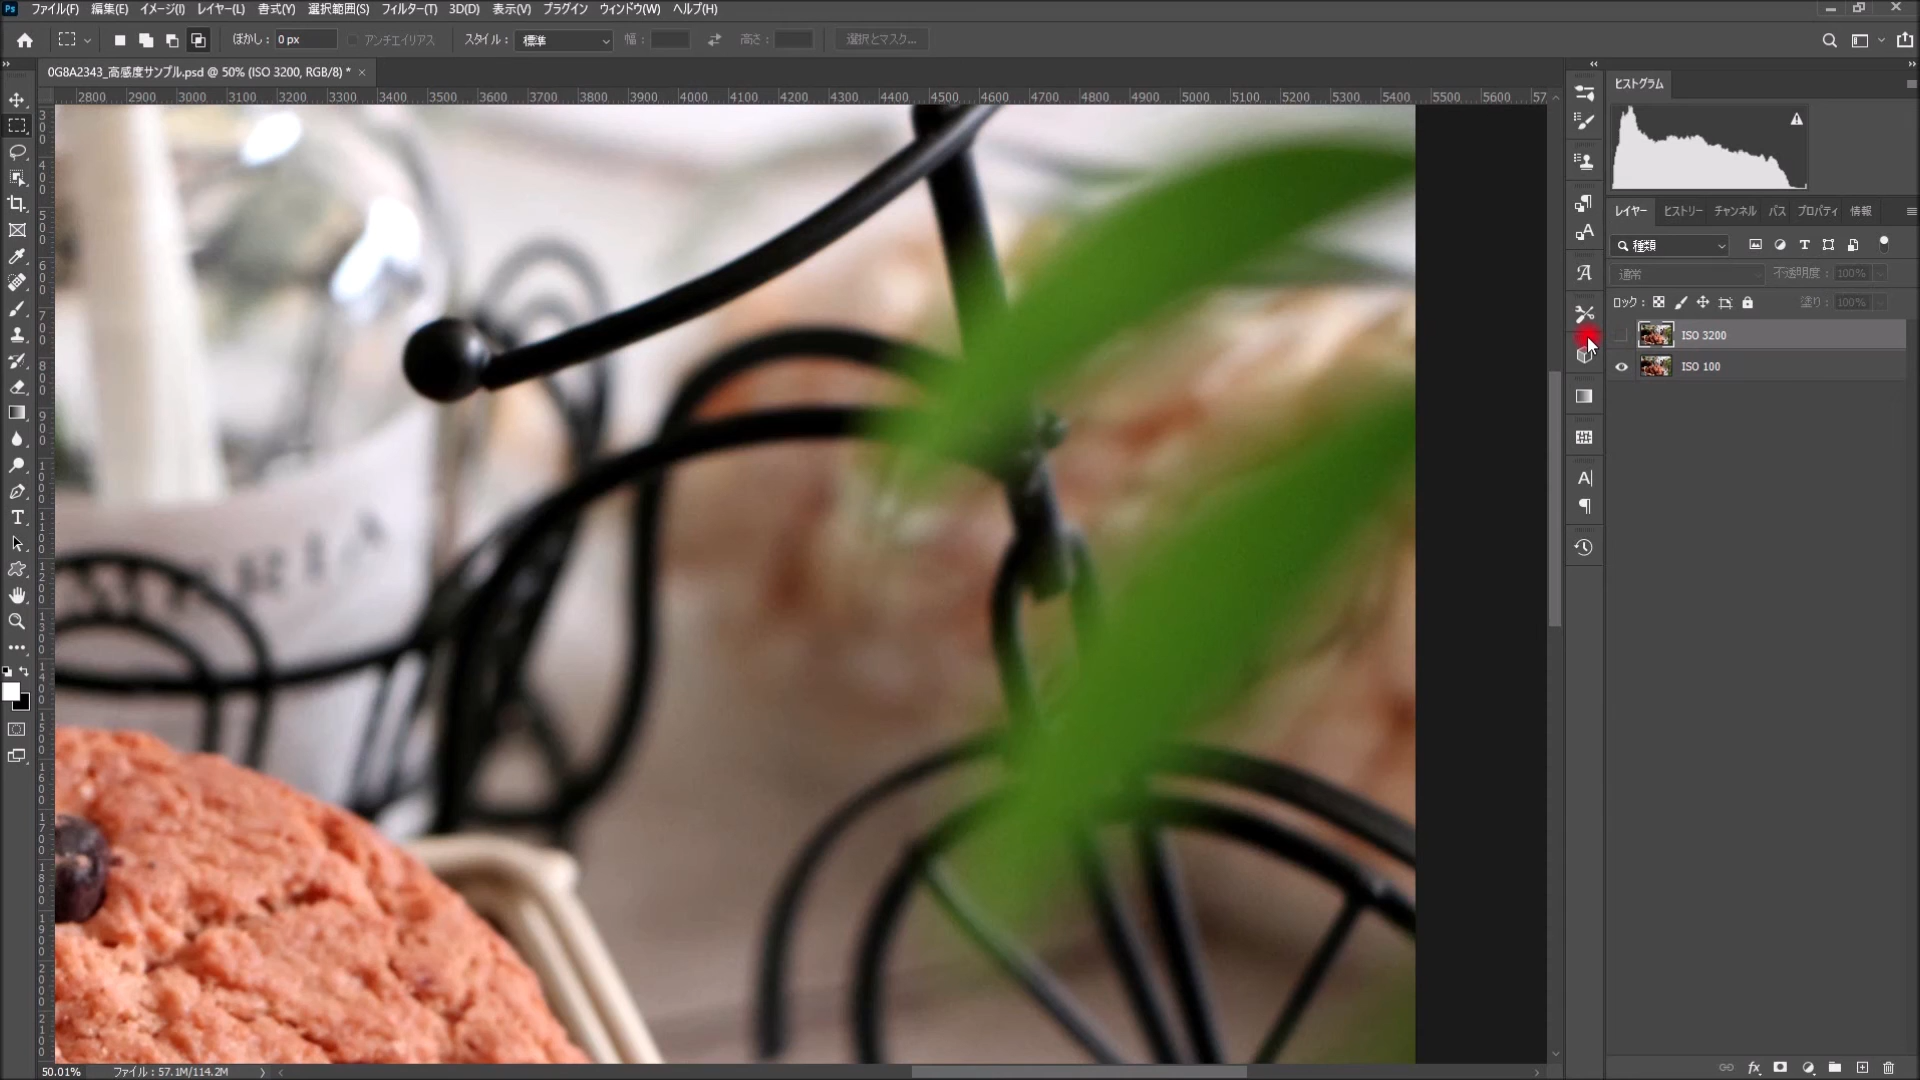 Ps ファイル(F) 編集(E) イメージ(I) レイヤー(L) 書式(Y) 選択範囲(S) フィルター(T) 3D(D) 表示(V) プラグイン ウィンドウ(W) ヘルプ(H)
ぼかし : 0 px アンチエイリアス スタイル : 標準 幅 : 高さ : 選択とマスク...
0G8A2343_高感度サンプル.psd @ 50% (ISO 3200, RGB/8) * ×
2800 2900 3000 3100 3200 3300 3400 3500 3600 3700 3800 3900 4000 4100 4200 4300 4400 4500 4600 4700 4800 4900 5000 5100 5200 5300 5400 5500 5600 57
ヒストグラム
レイヤー ヒストリー チャンネル パス プロパティ 情報
種類
通常 不透明度 : 100%
ロック : 塗り : 100%
ISO 3200
ISO 100
50.01% ファイル : 57.1M/114.2M